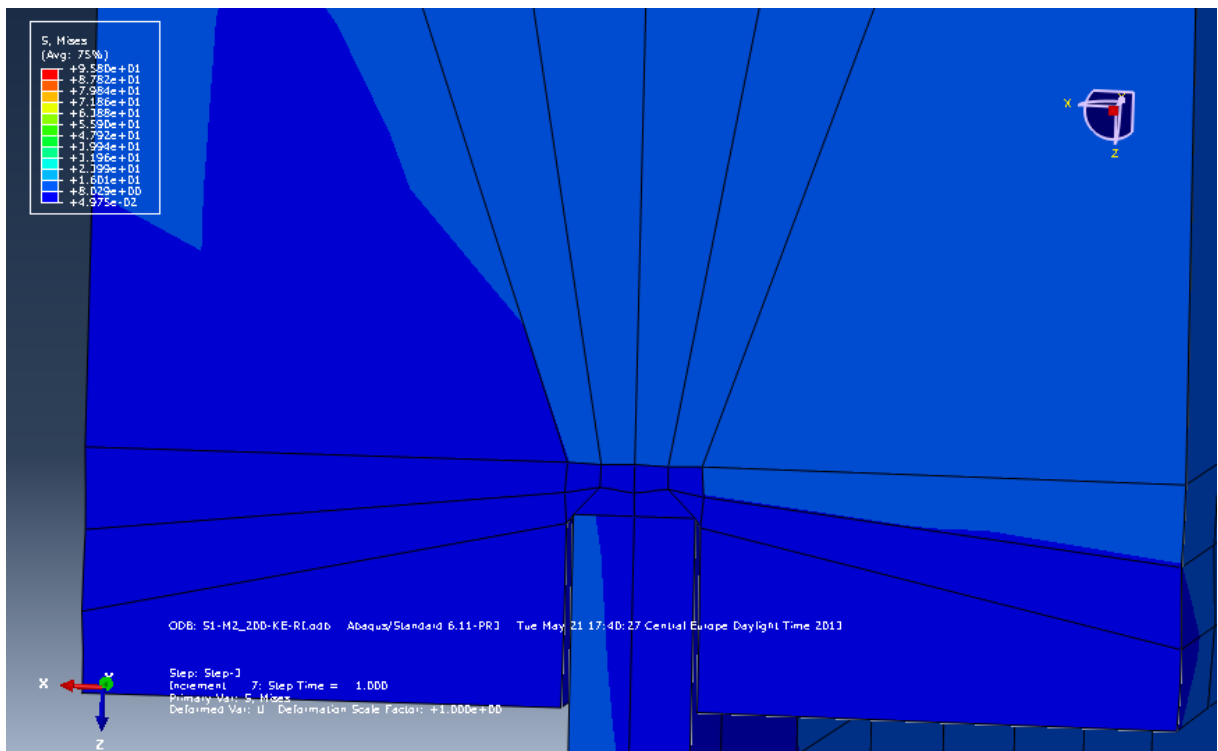 S, Mises
(Avg: 75%)
+9.580e+01
+8.782e+01
+7.984e+01
+7.186e+01
+6.388e+01
+5.590e+01
+4.792e+01
+3.994e+01
+3.196e+01
+2.399e+01
+1.601e+01
+8.029e+00
+4.975e-02
X
Z
ODB: S1-M2_200-KE-RI.odb Abaqus/Standard 6.11-PR3 Tue May 21 17:40:27 Central Europe Daylight Time 2013
Step: Step-3
Increment 7: Step Time = 1.000
Primary Var: S, Mises
Deformed Var: U Deformation Scale Factor: +1.000e+00
X
Z